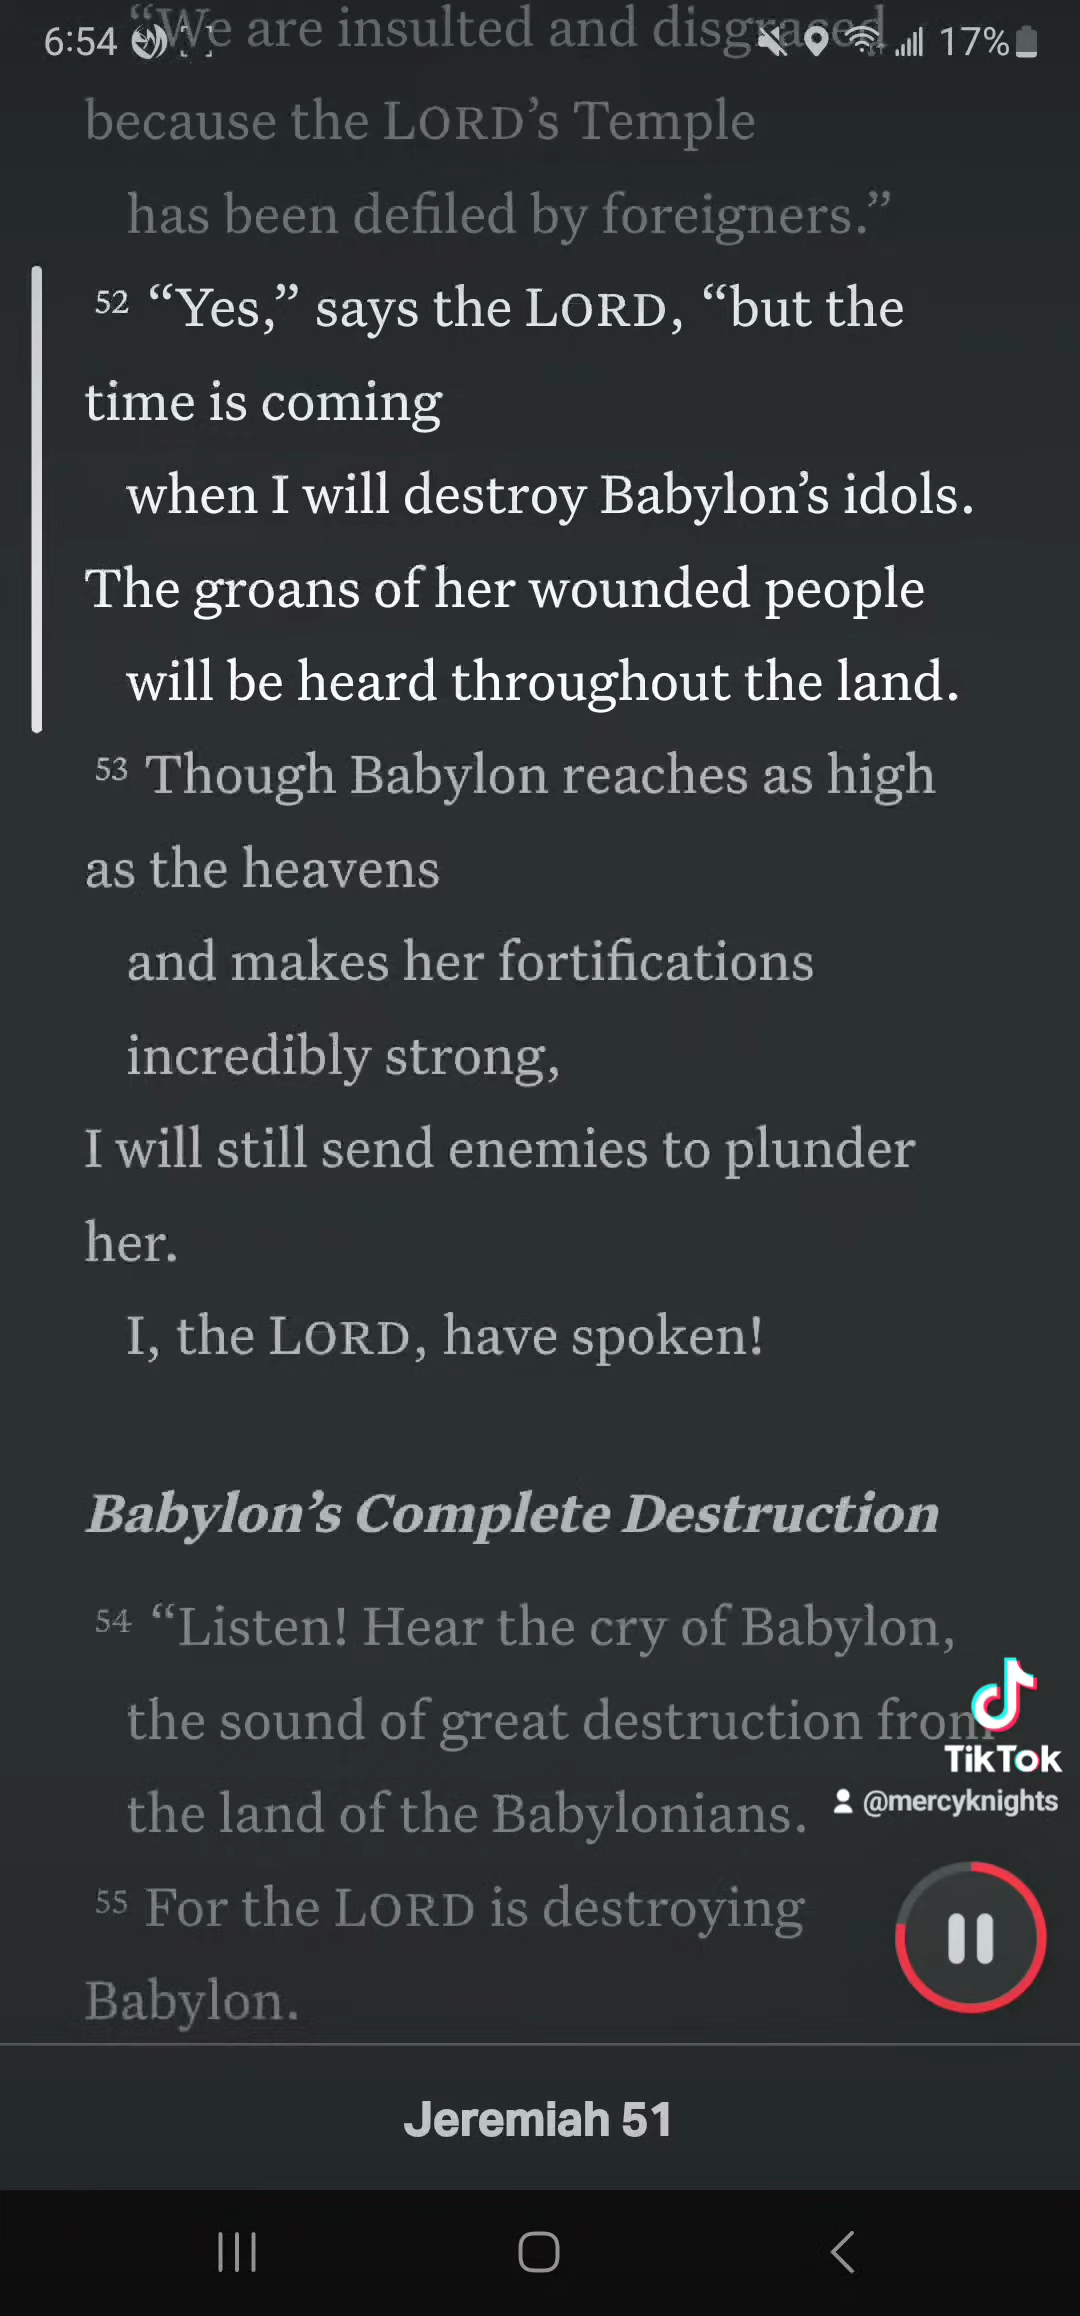 “We are insulted and disgraced
6:54 17%
because the LORD’s Temple
has been defiled by foreigners.”
52 “Yes,” says the LORD, “but the
time is coming
when I will destroy Babylon’s idols.
The groans of her wounded people
will be heard throughout the land.
53 Though Babylon reaches as high
as the heavens
and makes her fortifications
incredibly strong,
I will still send enemies to plunder
her.
I, the LORD, have spoken!
Babylon’s Complete Destruction
54 “Listen! Hear the cry of Babylon,
the sound of great destruction from
the land of the Babylonians.
TikTok
@mercyknights
55 For the LORD is destroying
Babylon.
Jeremiah 51